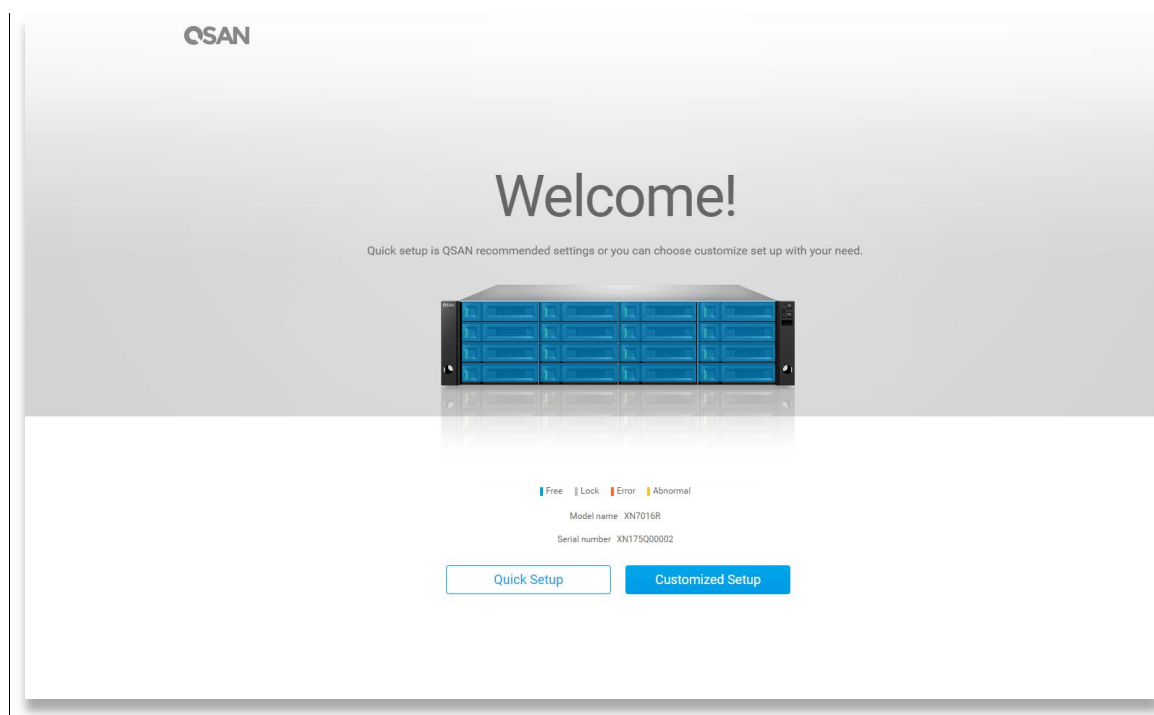 QSAN
Welcome!
Quick setup is QSAN recommended settings or you can choose customize set up with your need.
QSAN
Free Lock Error Abnormal
Model name XN7016R
Serial number XN175Q00002
Quick Setup Customized Setup